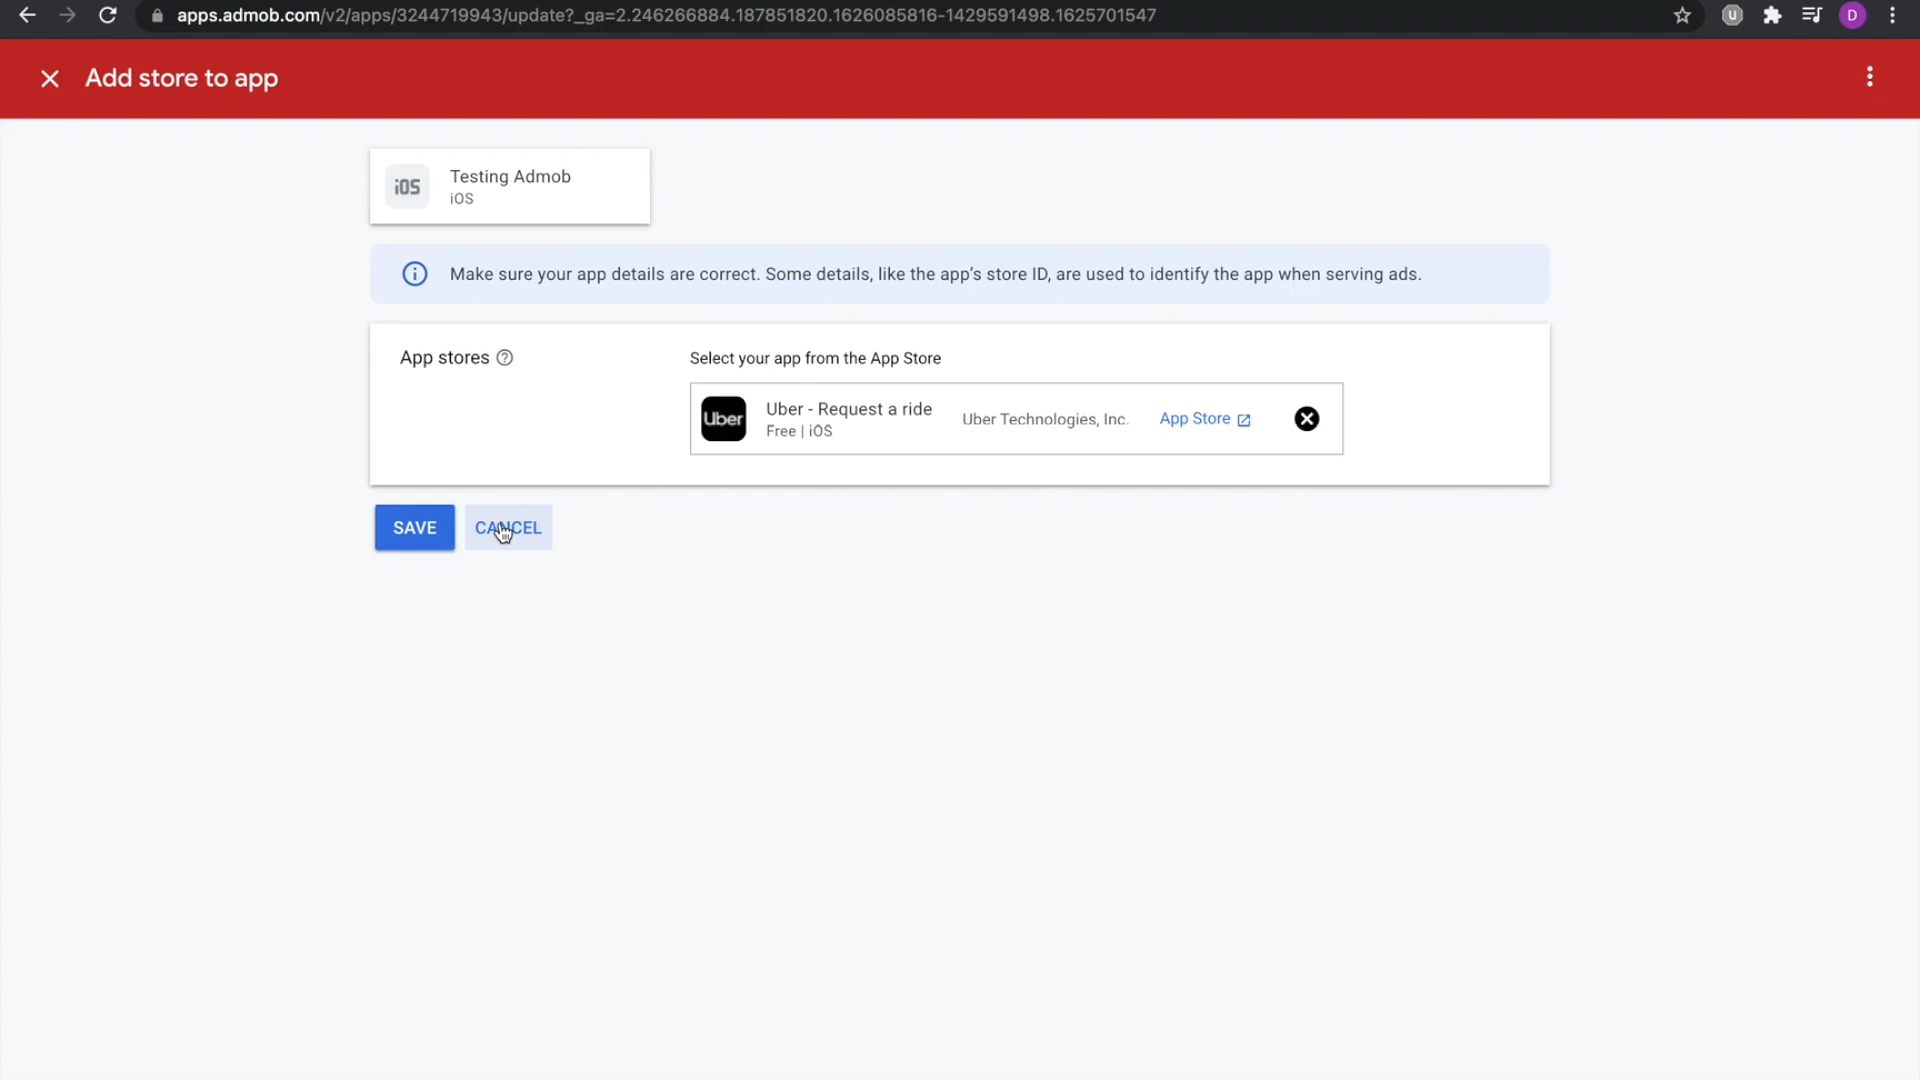 apps.admob.com/v2/apps/3244719943/update?_ga=2.246266884.187851820.1626085816-1429591498.1625701547
U
D
Add store to app
iOS
Testing Admob
iOS
Make sure your app details are correct. Some details, like the app's store ID, are used to identify the app when serving ads.
App stores
Select your app from the App Store
Uber
Uber - Request a ride
Free | iOS
Uber Technologies, Inc.
App Store
SAVE
CANCEL